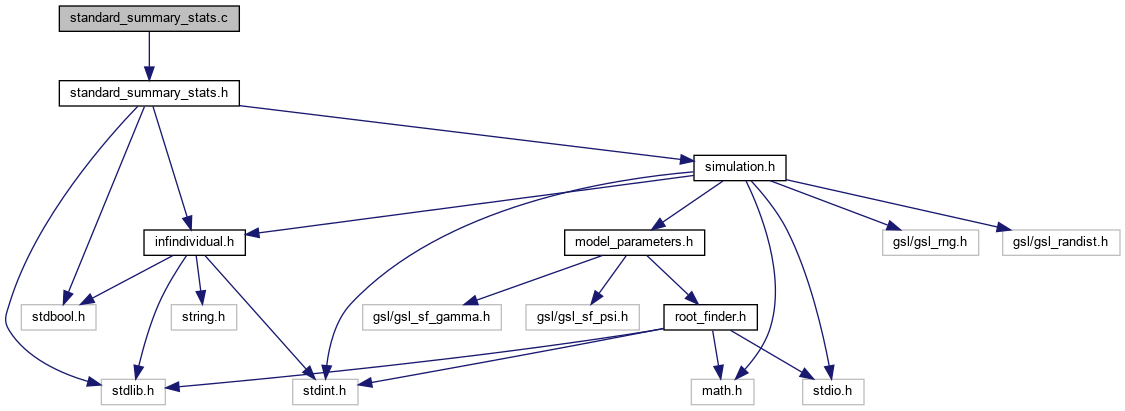 standard_summary_stats.c
standard_summary_stats.h
simulation.h
infindividual.h
model_parameters.h
gsl/gsl_rng.h
gsl/gsl_randist.h
stdbool.h
string.h
gsl/gsl_sf_gamma.h
gsl/gsl_sf_psi.h
root_finder.h
stdlib.h
stdint.h
math.h
stdio.h